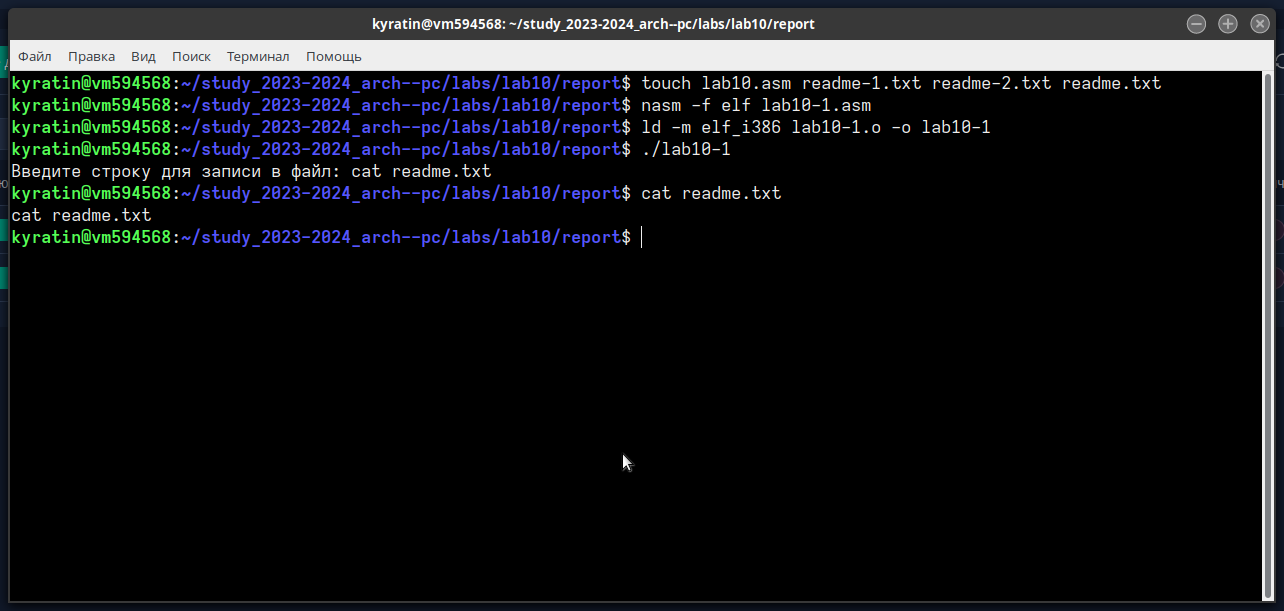 kyratin@vm594568: ~/study_2023-2024_arch--pc/labs/lab10/report
Файл Правка Вид Поиск Терминал Помощь
kyratin@vm594568:~/study_2023-2024_arch--pc/labs/lab10/report$ touch lab10.asm readme-1.txt readme-2.txt readme.txt
kyratin@vm594568:~/study_2023-2024_arch--pc/labs/lab10/report$ nasm -f elf lab10-1.asm
kyratin@vm594568:~/study_2023-2024_arch--pc/labs/lab10/report$ ld -m elf_i386 lab10-1.o -o lab10-1
kyratin@vm594568:~/study_2023-2024_arch--pc/labs/lab10/report$ ./lab10-1
Введите строку для записи в файл: cat readme.txt
kyratin@vm594568:~/study_2023-2024_arch--pc/labs/lab10/report$ cat readme.txt
cat readme.txt
kyratin@vm594568:~/study_2023-2024_arch--pc/labs/lab10/report$